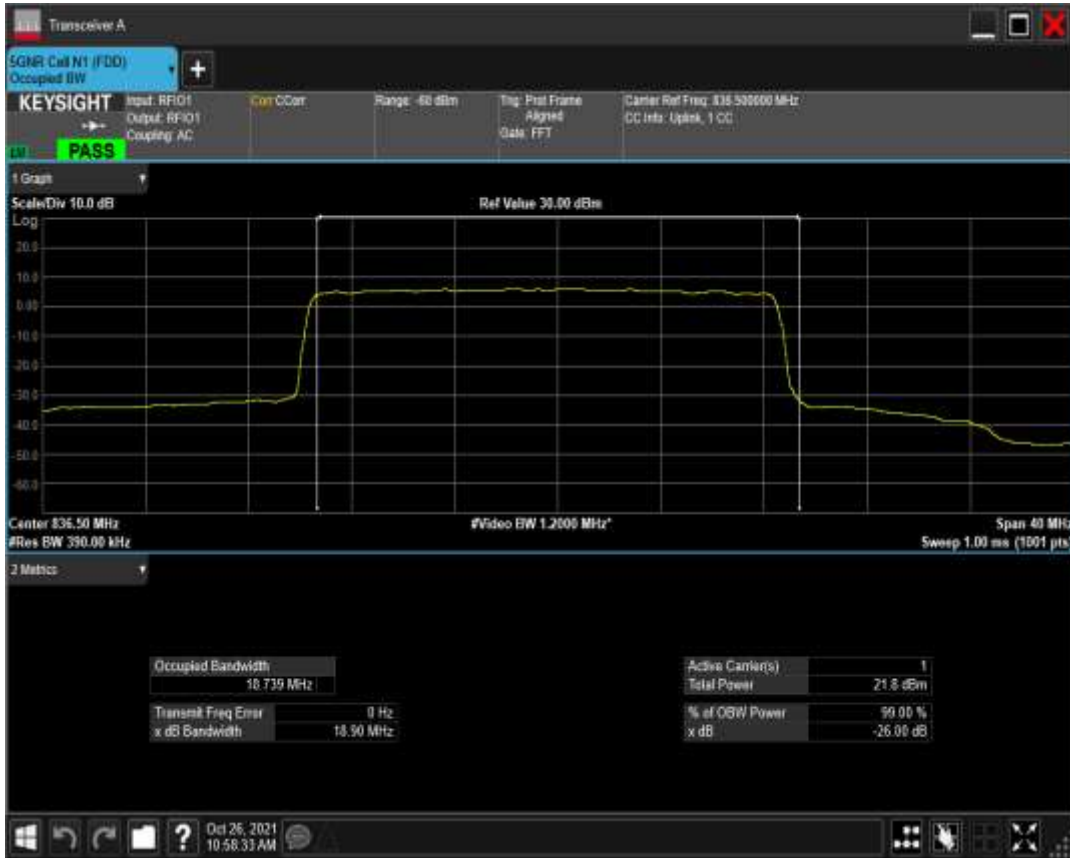 Transceiver A
5GNR Cell N1 (FDD)
Occupied BW
+
KEYSIGHT
PASS
Input: RFIO1
Output: RFIO1
Coupling: AC
Corr CCorr
Range: -60 dBm
Trig: Prot Frame
Aligned
Gate: FFT
Carrier Ref Freq: 836.500000 MHz
CC Info: Uplink, 1 CC
1 Graph
Scale/Div 10.0 dB
Ref Value 30.00 dBm
Log
20.0
10.0
0.00
-10.0
-20.0
-30.0
-40.0
-50.0
-60.0
Center 836.50 MHz
#Video BW 1.2000 MHz*
Span 40 MHz
#Res BW 390.00 kHz
Sweep 1.00 ms (1001 pts)
2 Metrics
Occupied Bandwidth
18.739 MHz
Active Carrier(s) 1
Total Power 21.8 dBm
Transmit Freq Error 0 Hz
x dB Bandwidth 18.90 MHz
% of OBW Power 99.00 %
x dB -26.00 dB
?
Oct 26, 2021
10:58:33 AM